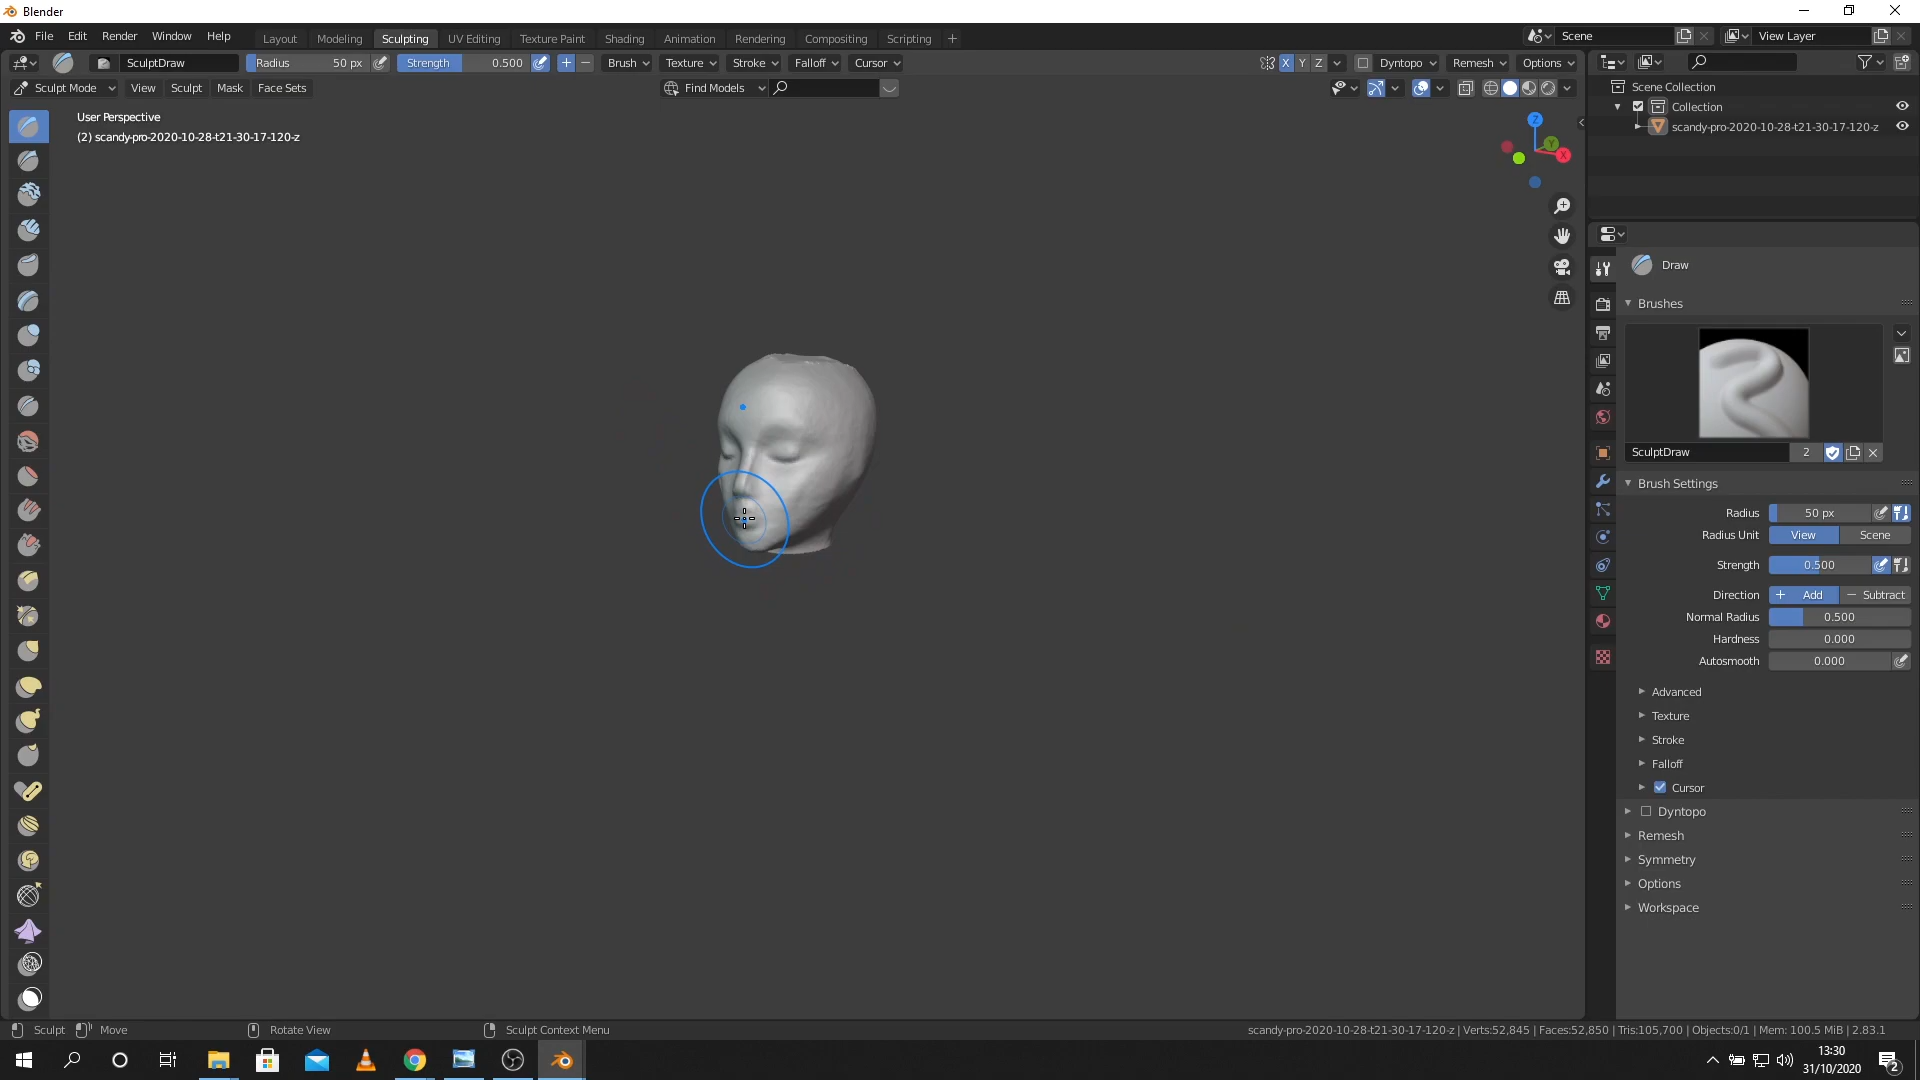 Blender
File Edit Render Window Help Layout Modeling Sculpting UV Editing Texture Paint Shading Animation Rendering Compositing Scripting + Scene View Layer
SculptDraw Radius 50 px Strength 0.500 + − Brush Texture Stroke Falloff Cursor X Y Z Dyntopo Remesh Options
Sculpt Mode View Sculpt Mask Face Sets Find Models
Scene Collection
Collection
scandy-pro-2020-10-28-t21-30-17-120-z
User Perspective
(2) scandy-pro-2020-10-28-t21-30-17-120-z
Z
Y
X
Draw
Brushes
SculptDraw 2
Brush Settings
Radius 50 px
Radius Unit View Scene
Strength 0.500
Direction + Add − Subtract
Normal Radius 0.500
Hardness 0.000
Autosmooth 0.000
Advanced
Texture
Stroke
Falloff
Cursor
Dyntopo
Remesh
Symmetry
Options
Workspace
Sculpt Move Rotate View Sculpt Context Menu scandy-pro-2020-10-28-t21-30-17-120-z | Verts:52,845 | Faces:52,850 | Tris:105,700 | Objects:0/1 | Mem: 100.5 MiB | 2.83.1
13:30
31/10/2020
2